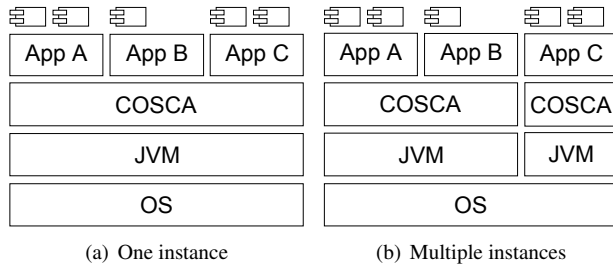 App A App B App C App A App B App C
COSCA COSCA COSCA
JVM JVM JVM
OS OS
(a) One instance (b) Multiple instances